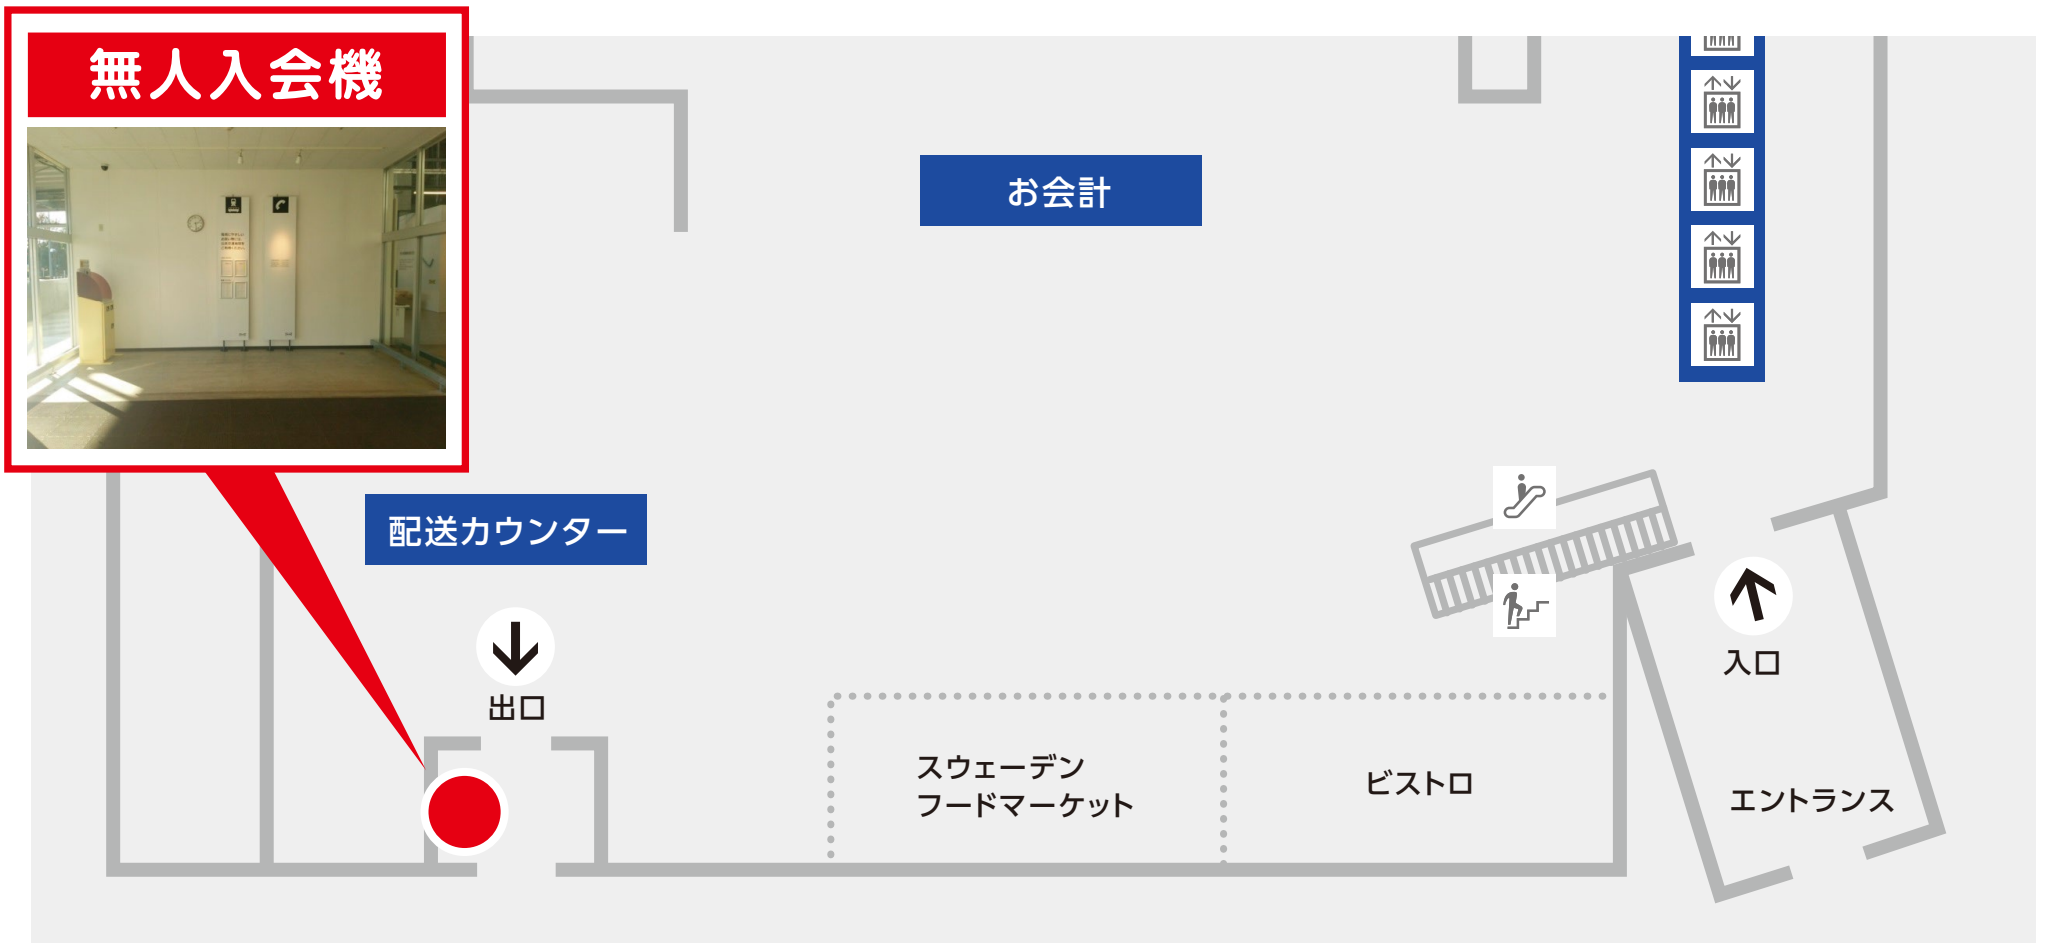 無人入会機
お会計
配送カウンター
出口
入口
スウェーデン
フードマーケット
ビストロ
エントランス